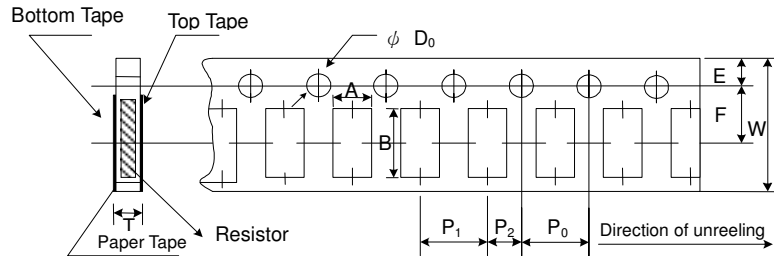 Bottom Tape
Top Tape
ψ D₀
E
A
F
W
B
T
P₁
P₂
P₀
Direction of unreeling
Paper Tape
Resistor